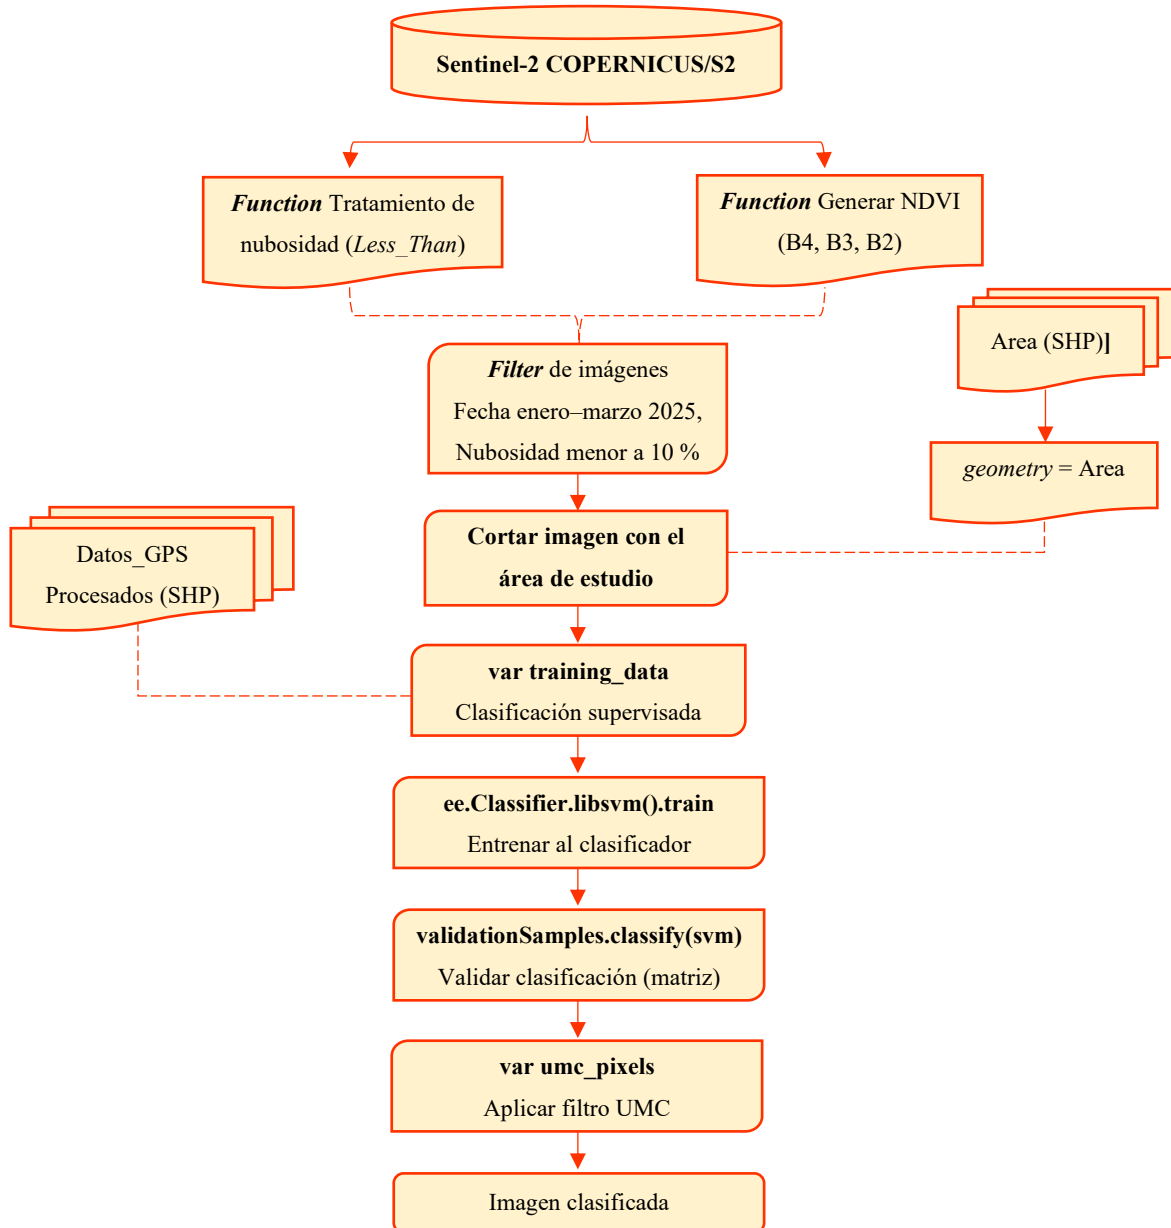 Sentinel-2 COPERNICUS/S2
Function Tratamiento de
nubosidad (Less_Than)
Function Generar NDVI
(B4, B3, B2)
Area (SHP)]
Filter de imágenes
Fecha enero–marzo 2025,
Nubosidad menor a 10 %
geometry = Area
Cortar imagen con el
área de estudio
Datos_GPS
Procesados (SHP)
var training_data
Clasificación supervisada
ee.Classifier.libsvm().train
Entrenar al clasificador
validationSamples.classify(svm)
Validar clasificación (matriz)
var umc_pixels
Aplicar filtro UMC
Imagen clasificada